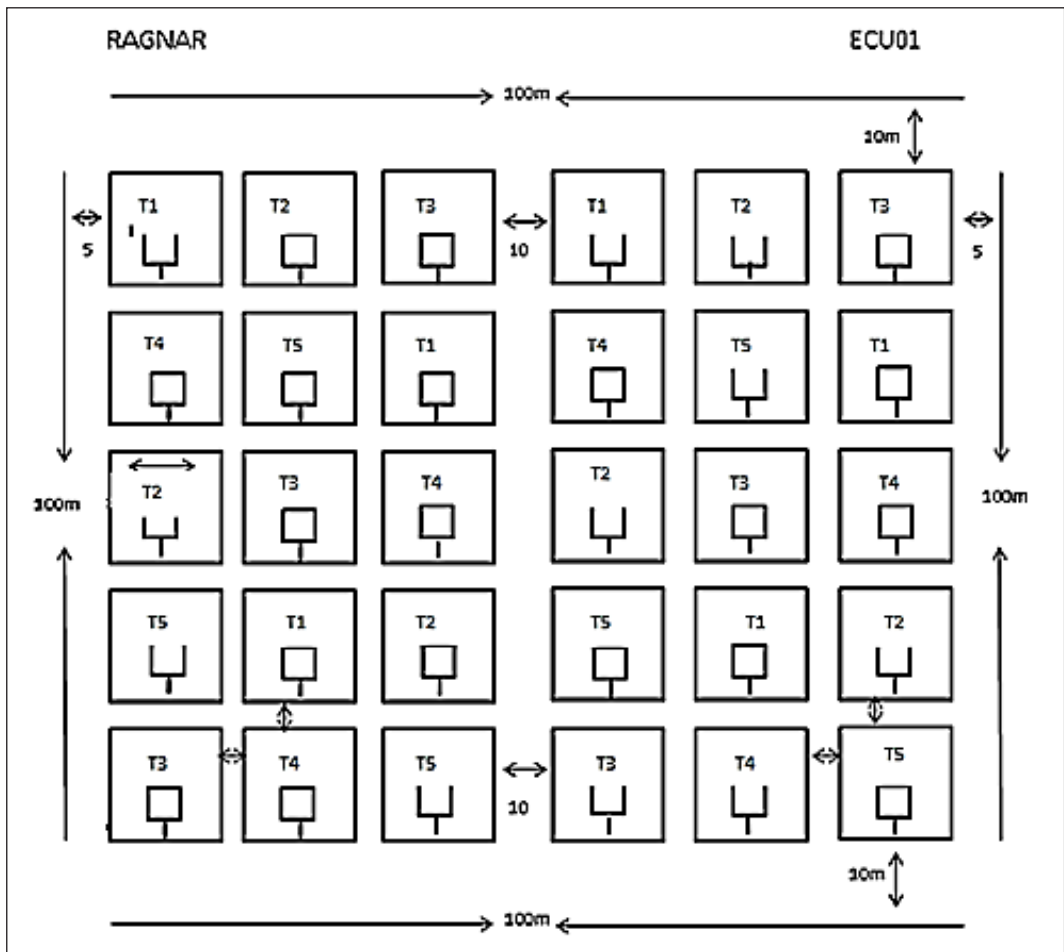 RAGNAR ECU01
100m
10m
T1 T2 T3 T1 T2 T3
5 10 5
T4 T5 T1 T4 T5 T1
T2 T3 T4 T2 T3 T4
100m 100m
T5 T1 T2 T5 T1 T2
T3 T4 T5 T3 T4 T5
10
10m
100m